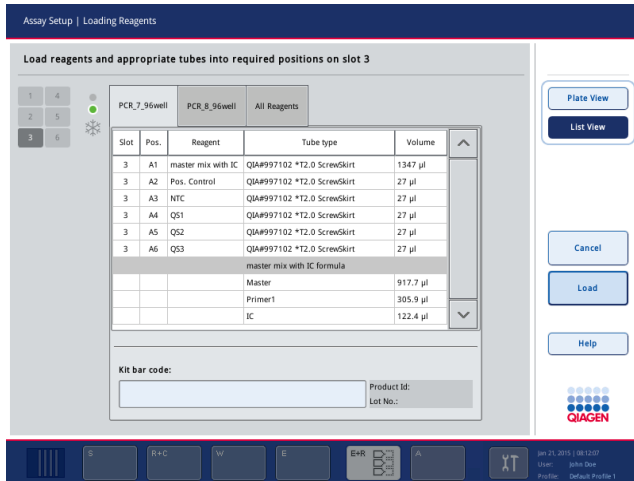 Assay Setup | Loading Reagents
Load reagents and appropriate tubes into required positions on slot 3
1 4
2 5
3 6
PCR_7_96well PCR_8_96well All Reagents
Slot Pos. Reagent Tube type Volume
3 A1 master mix with IC QIA#997102 *T2.0 ScrewSkirt 1347 µl
3 A2 Pos. Control QIA#997102 *T2.0 ScrewSkirt 27 µl
3 A3 NTC QIA#997102 *T2.0 ScrewSkirt 27 µl
3 A4 QS1 QIA#997102 *T2.0 ScrewSkirt 27 µl
3 A5 QS2 QIA#997102 *T2.0 ScrewSkirt 27 µl
3 A6 QS3 QIA#997102 *T2.0 ScrewSkirt 27 µl
master mix with IC formula
Master 917.7 µl
Primer1 305.9 µl
IC 122.4 µl
Kit bar code:
Product Id:
Lot No.:
Plate View
List View
Cancel
Load
Help
QIAGEN
S R+C W E E+R A
Jan 21, 2015 | 08:12:07
User: John Doe
Profile: Default Profile 1